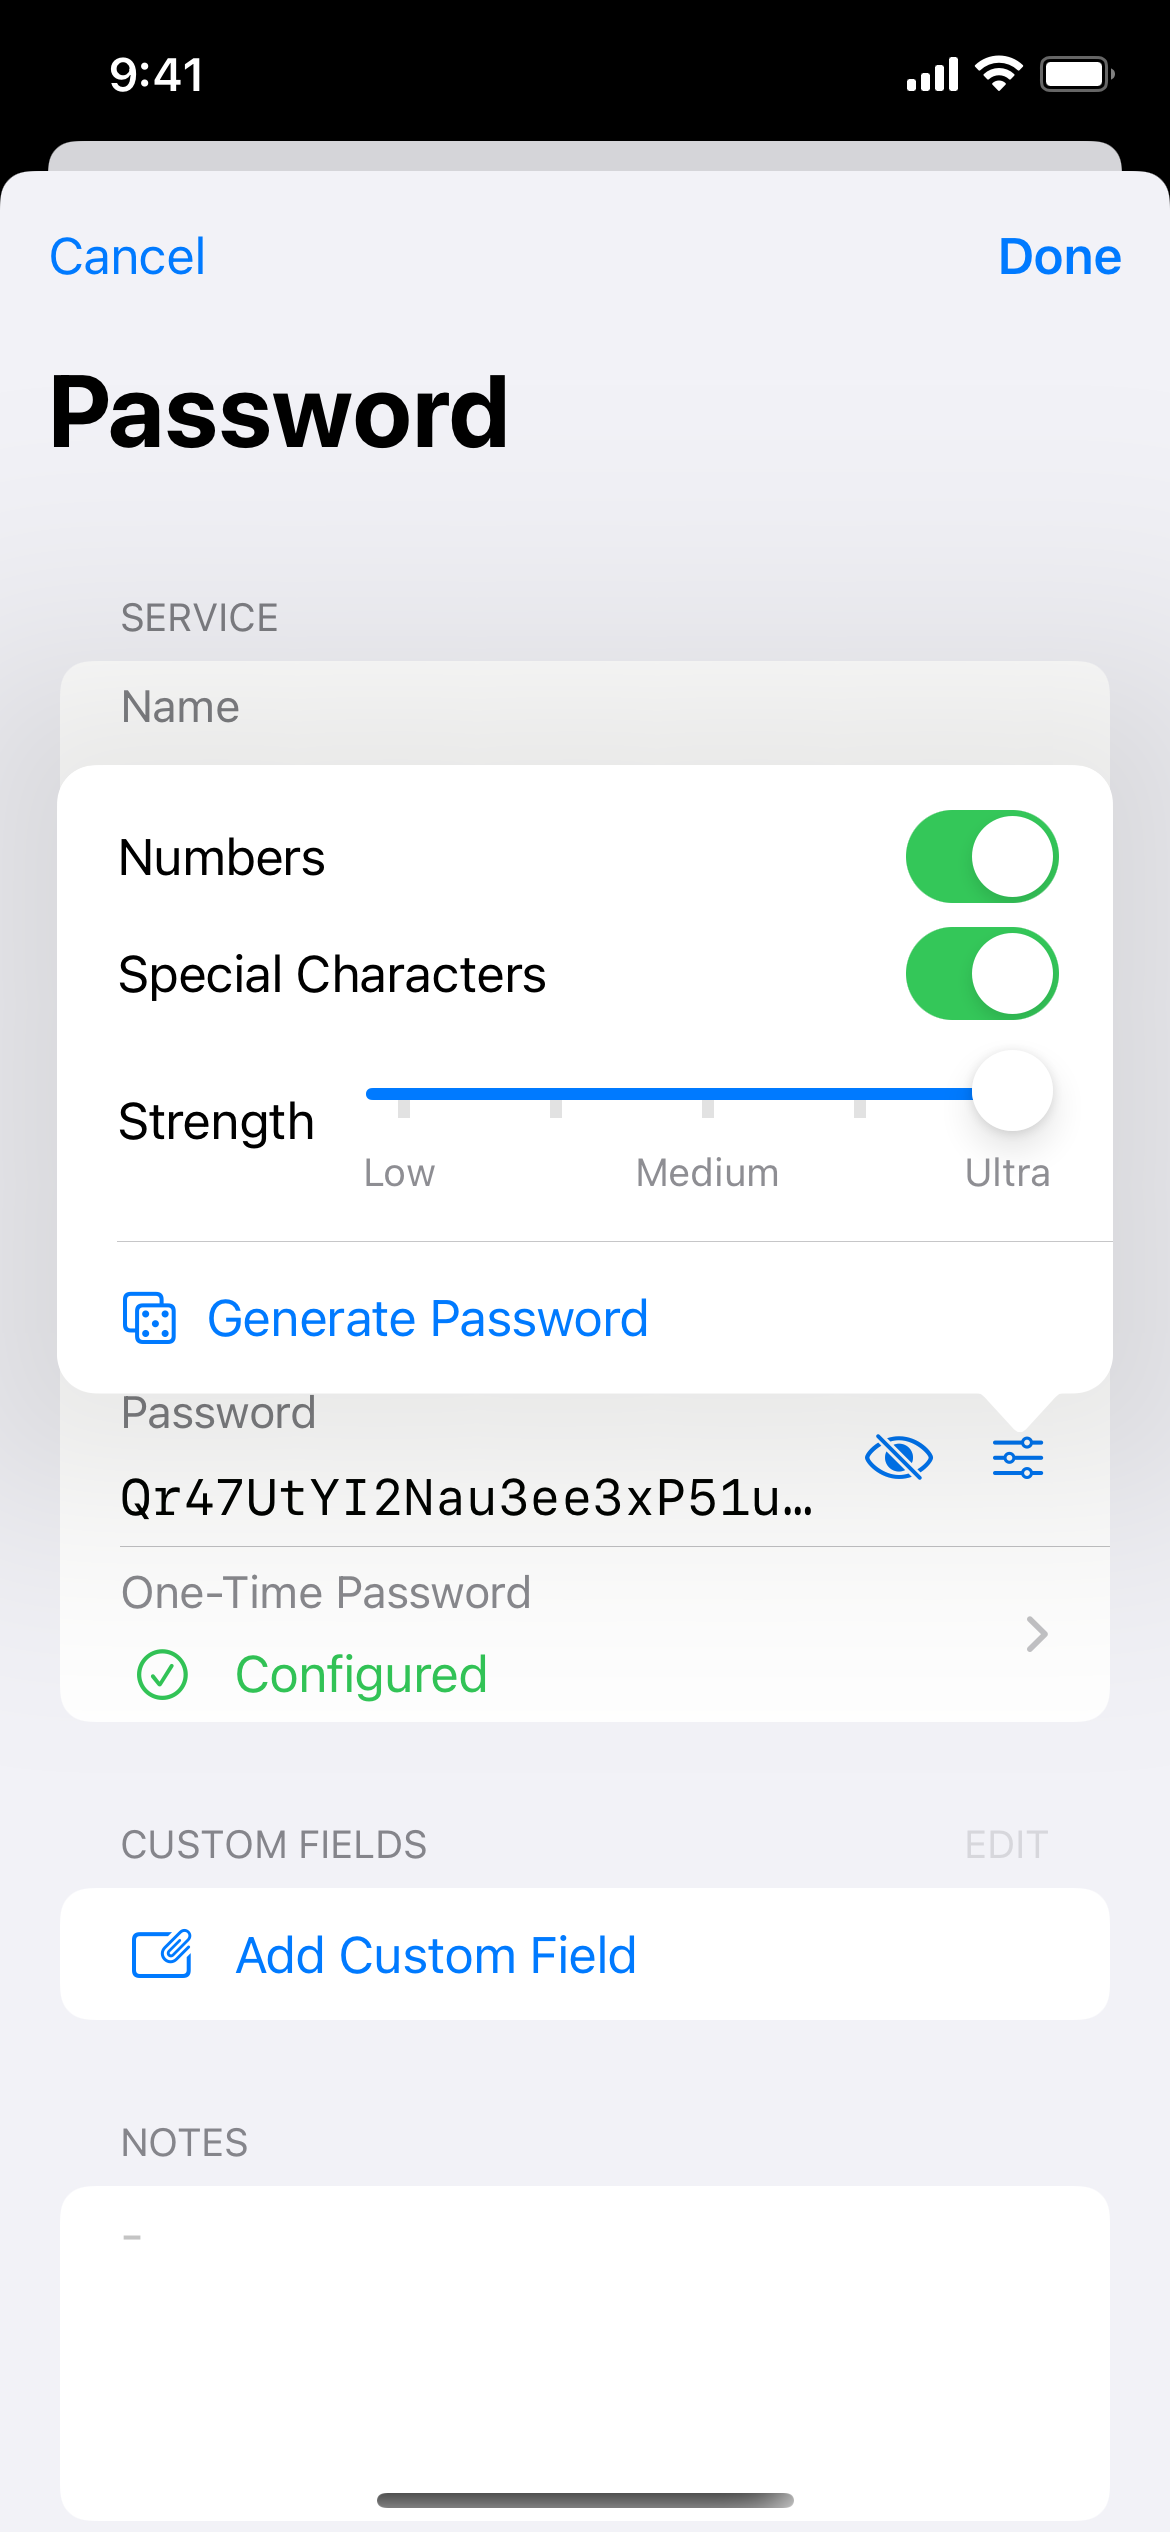 9:41
Cancel
Done
Password
SERVICE
Name
Numbers
Special Characters
Strength
Low
Medium
Ultra
Generate Password
Password
Qr47UtYI2Nau3ee3xP51u…
One-Time Password
Configured
CUSTOM FIELDS
EDIT
Add Custom Field
NOTES
-